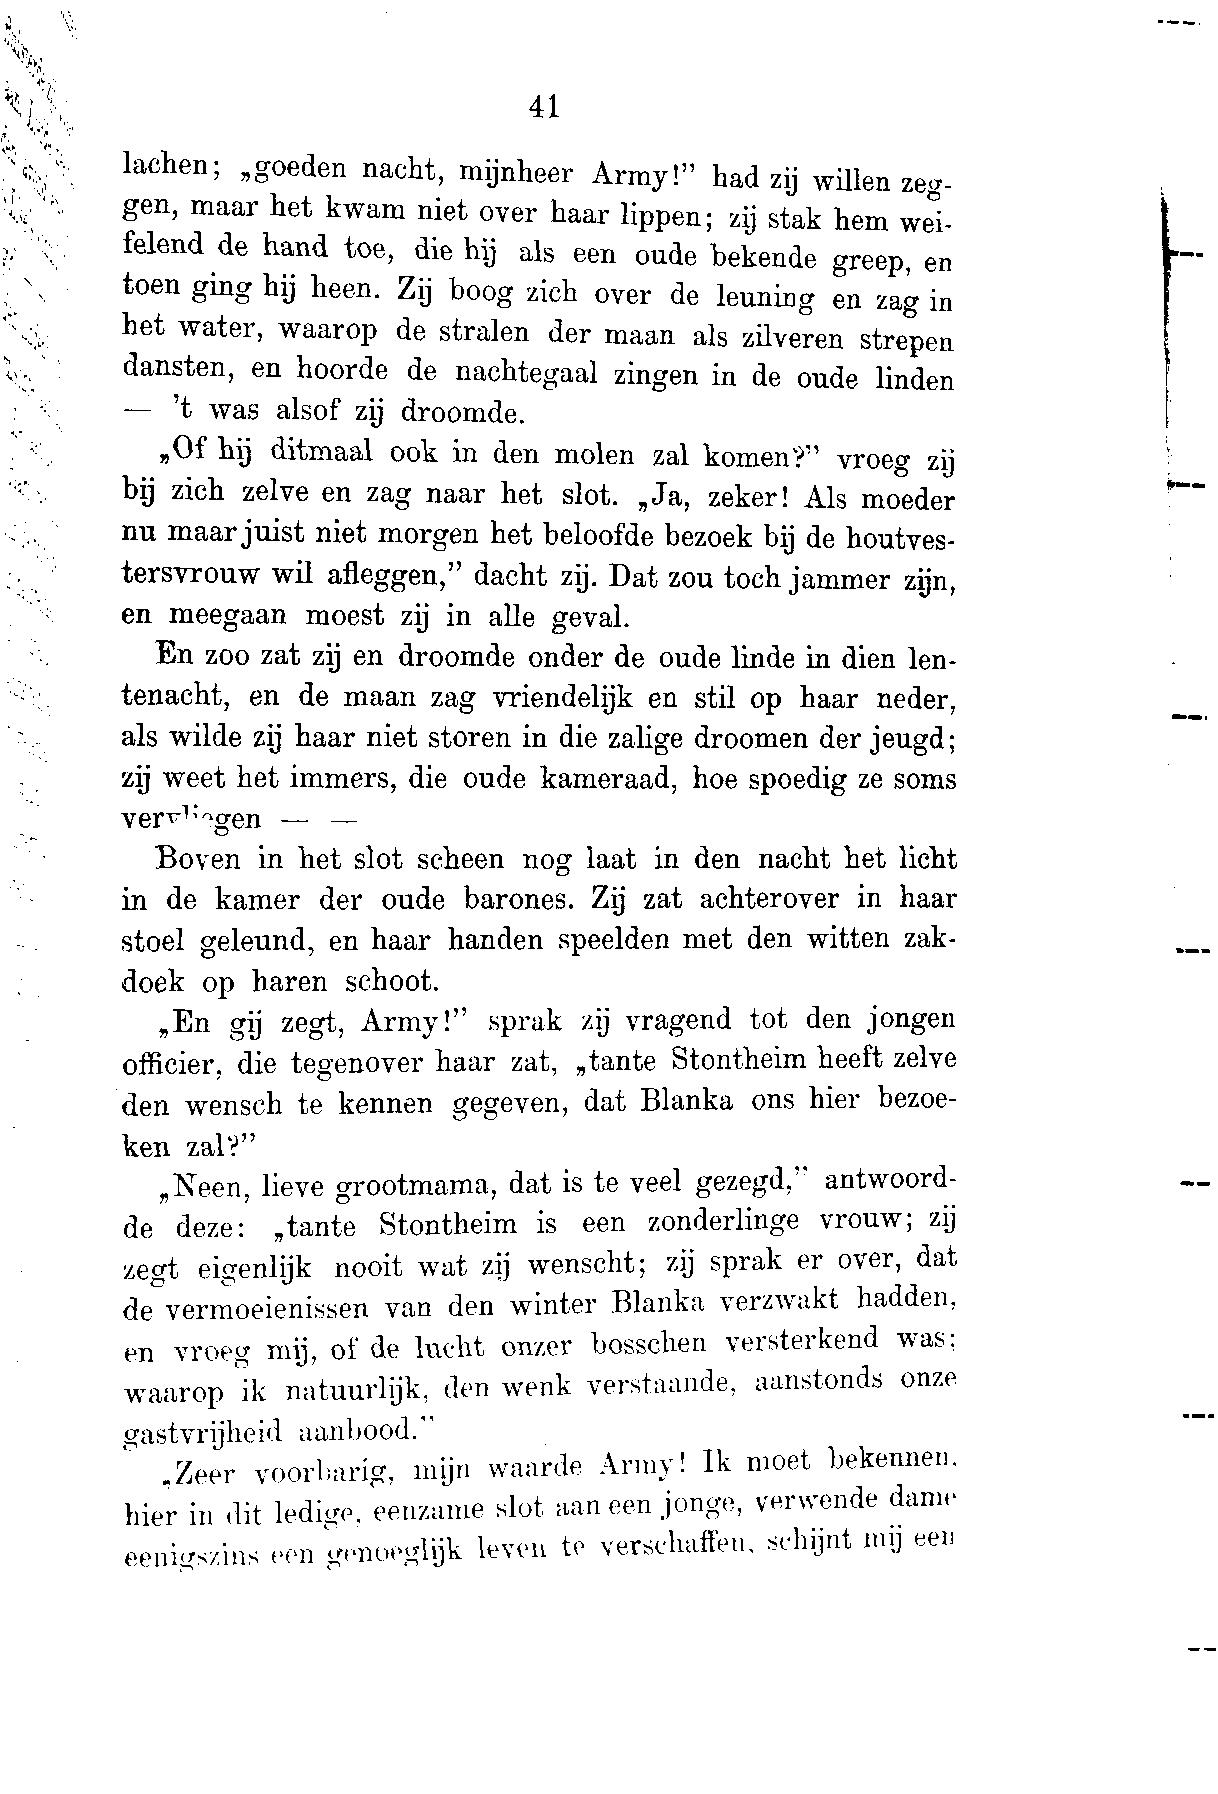 41
lachen; „goeden nacht, mijnheer Army!” had zij willen zeg-
gen, maar het kwam niet over haar lippen; zij stak hem wei-
felend de hand toe, die hij als een oude bekende greep, en
toen ging hij heen. Zij boog zich over de leuning en zag in
het water, waarop de stralen der maan als zilveren strepen
dansten, en hoorde de nachtegaal zingen in de oude linden
— 't was alsof zij droomde.
„Of hij ditmaal ook in den molen zal komen?” vroeg zij
bij zich zelve en zag naar het slot. „Ja, zeker! Als moeder
nu maar juist niet morgen het beloofde bezoek bij de houtves-
tersvrouw wil afleggen,” dacht zij. Dat zou toch jammer zijn,
en meegaan moest zij in alle geval.
En zoo zat zij en droomde onder de oude linde in dien len-
tenacht, en de maan zag vriendelijk en stil op haar neder,
als wilde zij haar niet storen in die zalige droomen der jeugd;
zij weet het immers, die oude kameraad, hoe spoedig ze soms
vervliegen — —
Boven in het slot scheen nog laat in den nacht het licht
in de kamer der oude barones. Zij zat achterover in haar
stoel geleund, en haar handen speelden met den witten zak-
doek op haren schoot.
„En gij zegt, Army!” sprak zij vragend tot den jongen
officier, die tegenover haar zat, „tante Stontheim heeft zelve
den wensch te kennen gegeven, dat Blanka ons hier bezoe-
ken zal?”
„Neen, lieve grootmama, dat is te veel gezegd,” antwoord-
de deze: „tante Stontheim is een zonderlinge vrouw; zij
zegt eigenlijk nooit wat zij wenscht; zij sprak er over, dat
de vermoeienissen van den winter Blanka verzwakt hadden,
en vroeg mij, of de lucht onzer bosschen versterkend was;
waarop ik natuurlijk, den wenk verstaande, aanstonds onze
gastvrijheid aanbood.”
„Zeer voorbarig, mijn waarde Army! Ik moet bekennen,
hier in dit ledige, eenzame slot aan een jonge, verwende dame
eenigszins een genoeglijk leven te verschaffen, schijnt mij een